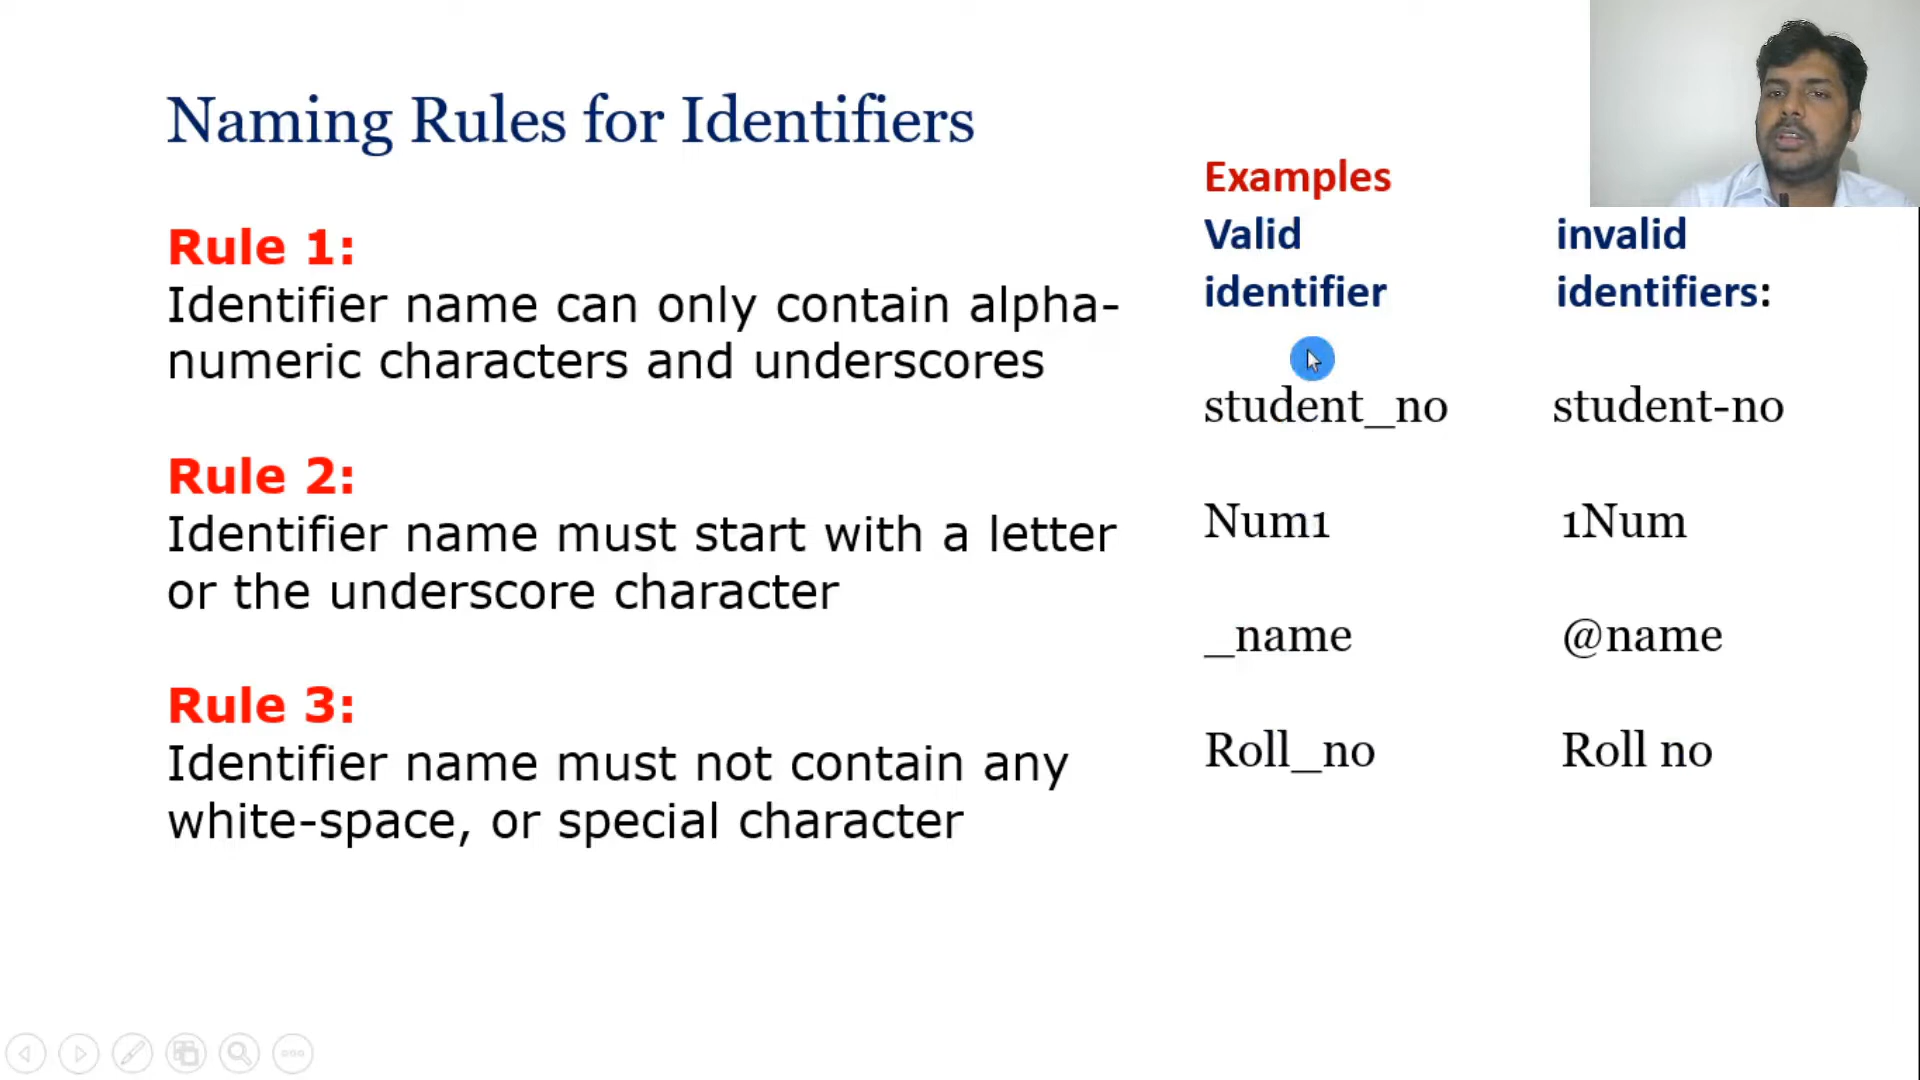 Naming Rules for Identifiers
Rule 1:
Identifier name can only contain alpha-
numeric characters and underscores
Rule 2:
Identifier name must start with a letter
or the underscore character
Rule 3:
Identifier name must not contain any
white-space, or special character
Examples
Valid invalid
identifier identifiers:
student_no student-no
Num1 1Num
_name @name
Roll_no Roll no